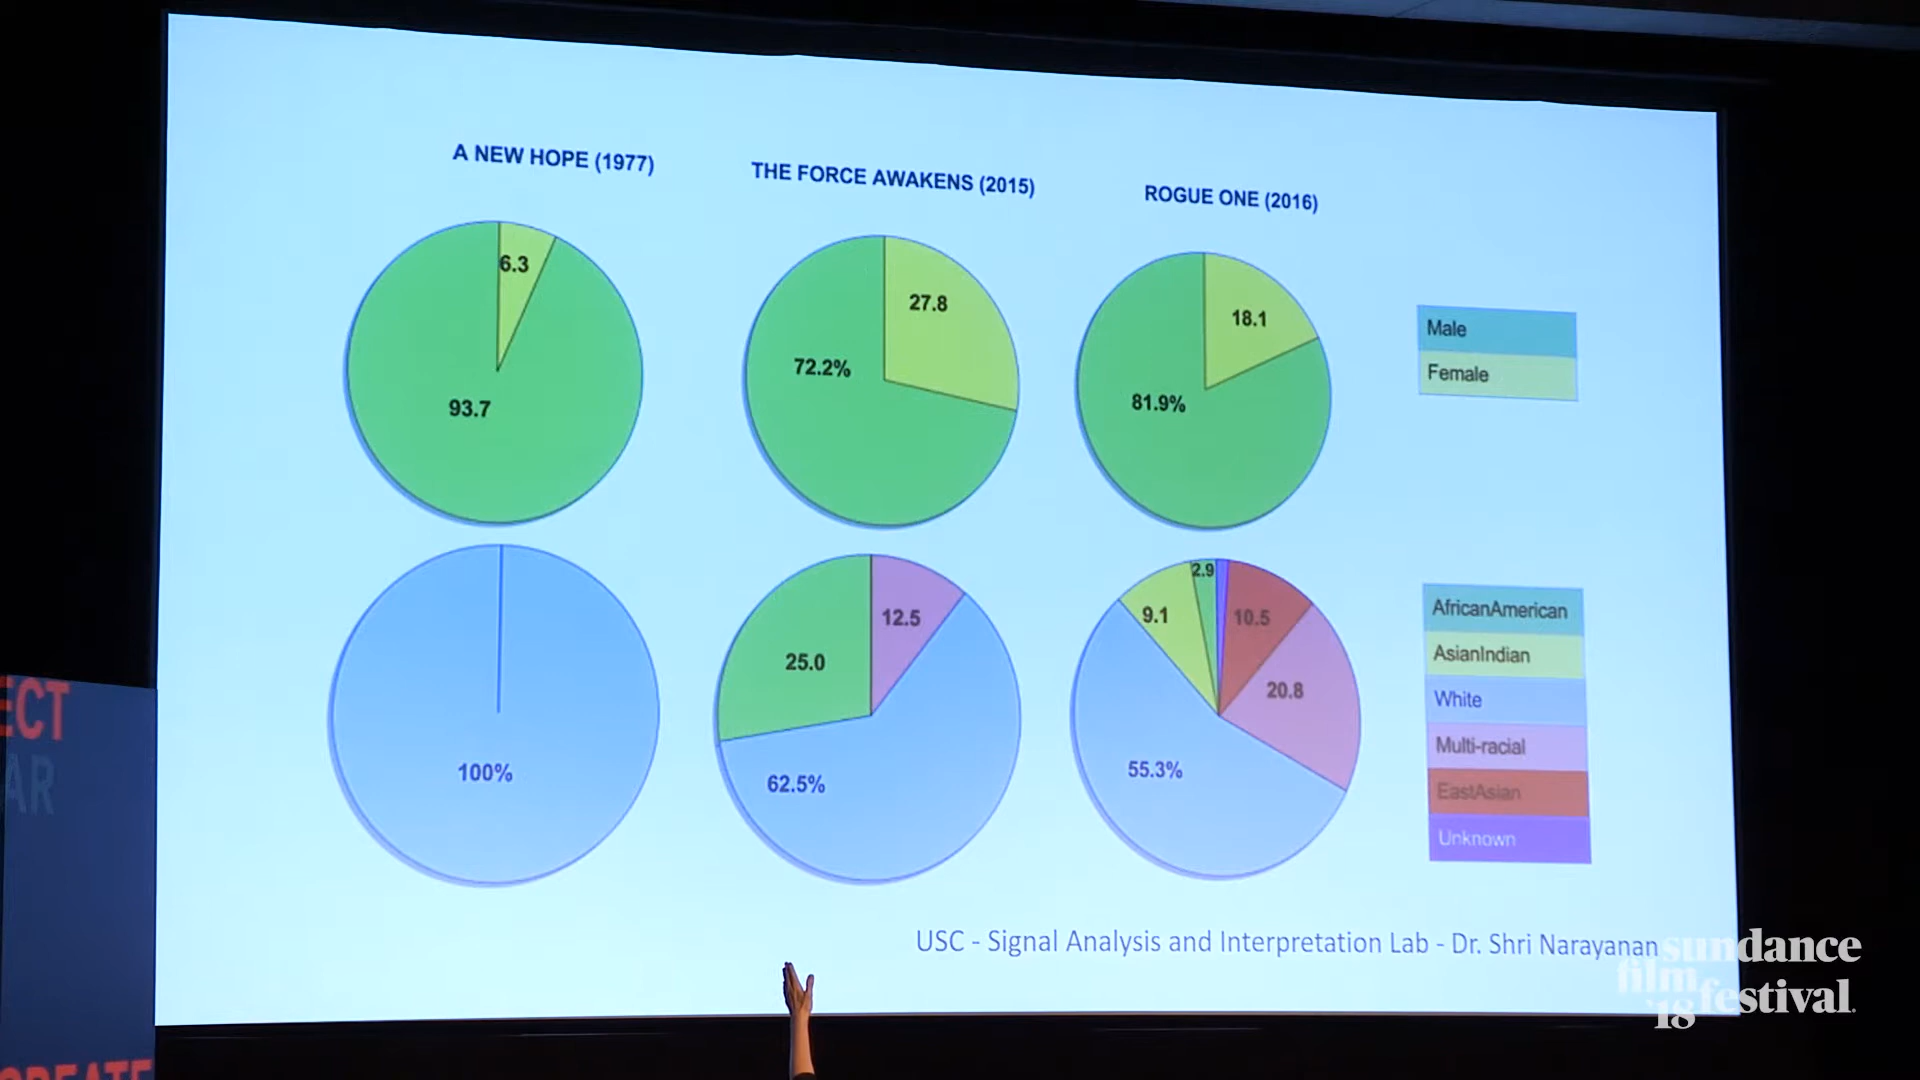 A NEW HOPE (1977)
THE FORCE AWAKENS (2015)
ROGUE ONE (2016)
6.3
93.7
27.8
72.2%
18.1
81.9%
Male
Female
100%
12.5
25.0
62.5%
2.9
9.1
10.5
20.8
55.3%
AfricanAmerican
AsianIndian
White
Multi-racial
EastAsian
Unknown
USC - Signal Analysis and Interpretation Lab - Dr. Shri Narayanan
ECT
AR
CREATE
sundance
film
'18 festival.